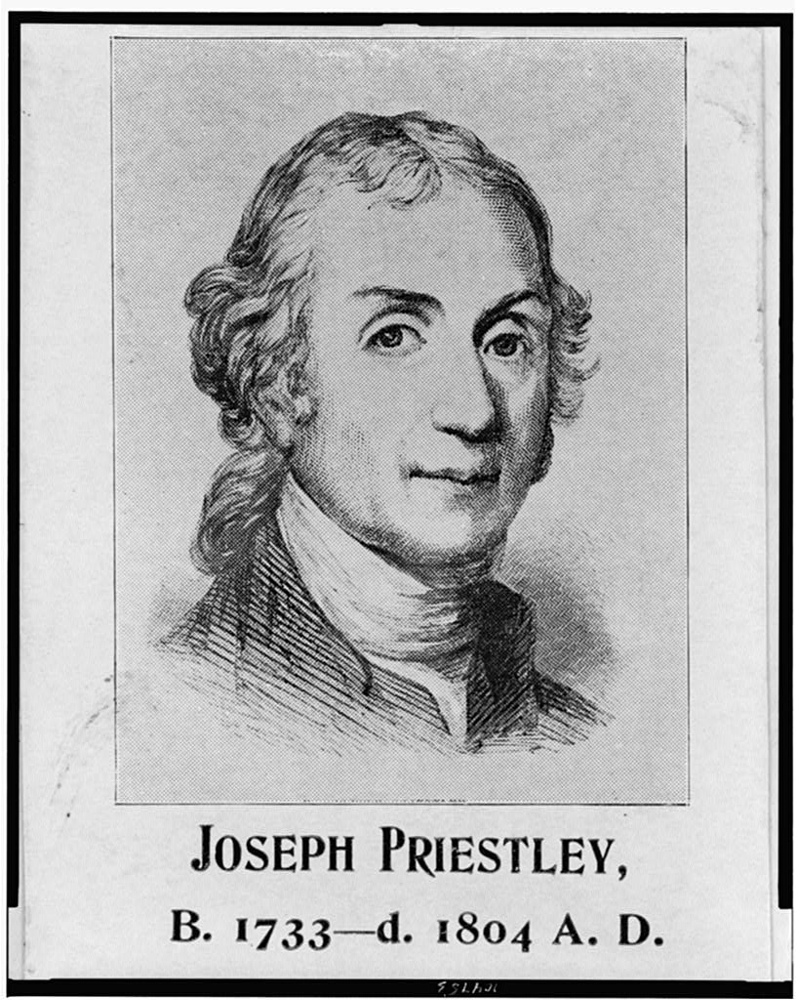 JOSEPH PRIESTLEY,
B. 1733—d. 1804 A. D.